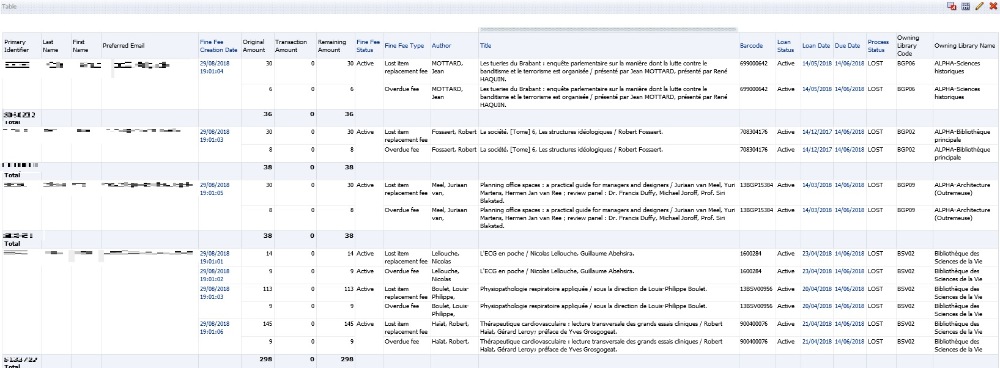 Table
Primary Identifier Last Name First Name Preferred Email Fine Fee Creation Date Original Amount Transaction Amount Remaining Amount Fine Fee Status Fine Fee Type Author Title Barcode Loan Status Loan Date Due Date Process Status Owning Library Code Owning Library Name
29/08/2018 19:01:04 30 0 30 Active Lost item replacement fee MOTTARD, Jean Les tueries du Brabant : enquête parlementaire sur la manière dont la lutte contre le banditisme et le terrorisme est organisée / présenté par Jean MOTTARD, présenté par René HAQUIN. 699000642 Active 14/05/2018 14/06/2018 LOST BGP06 ALPHA-Sciences historiques
6 0 6 Overdue fee MOTTARD, Jean Les tueries du Brabant : enquête parlementaire sur la manière dont la lutte contre le banditisme et le terrorisme est organisée / présenté par Jean MOTTARD, présenté par René HAQUIN. 699000642 Active 14/05/2018 14/06/2018 LOST BGP06 ALPHA-Sciences historiques
Total 36 0 36
29/08/2018 19:01:03 30 0 30 Active Lost item replacement fee Fossaert, Robert La société. [Tome] 6, Les structures idéologiques / Robert Fossaert. 708304176 Active 14/12/2017 14/06/2018 LOST BGP02 ALPHA-Bibliothèque principale
8 0 8 Overdue fee Fossaert, Robert La société. [Tome] 6, Les structures idéologiques / Robert Fossaert. 708304176 Active 14/12/2017 14/06/2018 LOST BGP02 ALPHA-Bibliothèque principale
Total 38 0 38
29/08/2018 19:01:05 30 0 30 Active Lost item replacement fee Meel, Juriaan van, Planning office spaces : a practical guide for managers and designers / Juriaan van Meel, Yuri Martens, Hermen Jan van Ree ; review panel : Dr. Francis Duffy, Michael Joroff, Prof. Siri Blakstad. 13BGP15384 Active 14/03/2018 14/06/2018 LOST BGP09 ALPHA-Architecture (Outremeuse)
8 0 8 Overdue fee Meel, Juriaan van, Planning office spaces : a practical guide for managers and designers / Juriaan van Meel, Yuri Martens, Hermen Jan van Ree ; review panel : Dr. Francis Duffy, Michael Joroff, Prof. Siri Blakstad. 13BGP15384 Active 14/03/2018 14/06/2018 LOST BGP09 ALPHA-Architecture (Outremeuse)
Total 38 0 38
29/08/2018 19:01:01 14 0 14 Active Lost item replacement fee Lellouche, Nicolas L'ECG en poche / Nicolas Lellouche, Guillaume Abehsira. 1600284 Active 23/04/2018 14/06/2018 LOST BSV02 Bibliothèque des Sciences de la Vie
29/08/2018 19:01:02 9 0 9 Active Overdue fee Lellouche, Nicolas L'ECG en poche / Nicolas Lellouche, Guillaume Abehsira. 1600284 Active 23/04/2018 14/06/2018 LOST BSV02 Bibliothèque des Sciences de la Vie
29/08/2018 19:01:03 113 0 113 Active Lost item replacement fee Boulet, Louis-Philippe, Physiopathologie respiratoire appliquée / sous la direction de Louis-Philippe Boulet. 13BSV00956 Active 20/04/2018 14/06/2018 LOST BSV02 Bibliothèque des Sciences de la Vie
9 0 9 Overdue fee Boulet, Louis-Philippe, Physiopathologie respiratoire appliquée / sous la direction de Louis-Philippe Boulet. 13BSV00956 Active 20/04/2018 14/06/2018 LOST BSV02 Bibliothèque des Sciences de la Vie
29/08/2018 19:01:06 145 0 145 Active Lost item replacement fee Haïat, Robert, Thérapeutique cardiovasculaire : lecture transversale des grands essais cliniques / Robert Haïat, Gérard Leroy; préface de Yves Grosgogeat. 900400076 Active 21/04/2018 14/06/2018 LOST BSV02 Bibliothèque des Sciences de la Vie
9 0 9 Overdue fee Haïat, Robert, Thérapeutique cardiovasculaire : lecture transversale des grands essais cliniques / Robert Haïat, Gérard Leroy; préface de Yves Grosgogeat. 900400076 Active 21/04/2018 14/06/2018 LOST BSV02 Bibliothèque des Sciences de la Vie
Total 298 0 298